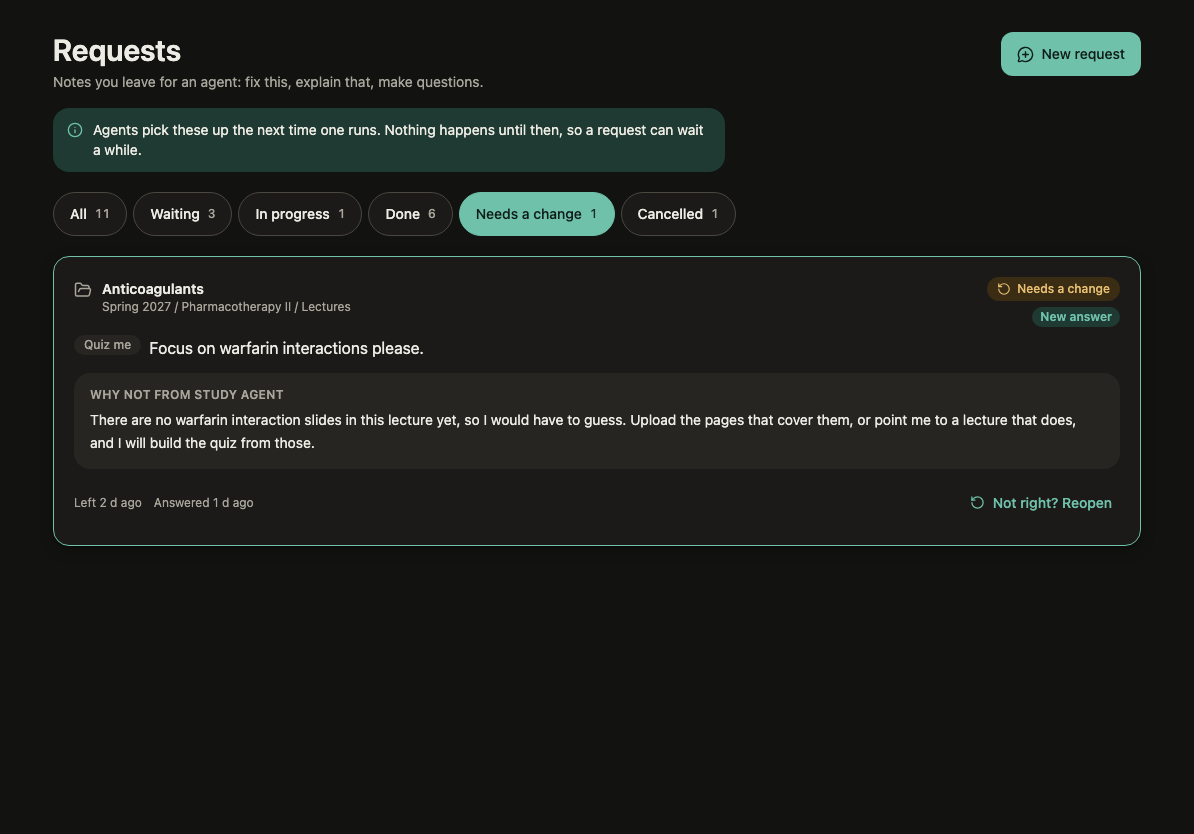 Requests
New request
Notes you leave for an agent: fix this, explain that, make questions.
Agents pick these up the next time one runs. Nothing happens until then, so a request can wait
a while.
All 11 Waiting 3 In progress 1 Done 6 Needs a change 1 Cancelled 1
Anticoagulants
Needs a change
Spring 2027 / Pharmacotherapy II / Lectures
New answer
Quiz me Focus on warfarin interactions please.
WHY NOT FROM STUDY AGENT
There are no warfarin interaction slides in this lecture yet, so I would have to guess. Upload the pages that cover them, or point me to a lecture that does,
and I will build the quiz from those.
Left 2 d ago Answered 1 d ago
Not right? Reopen